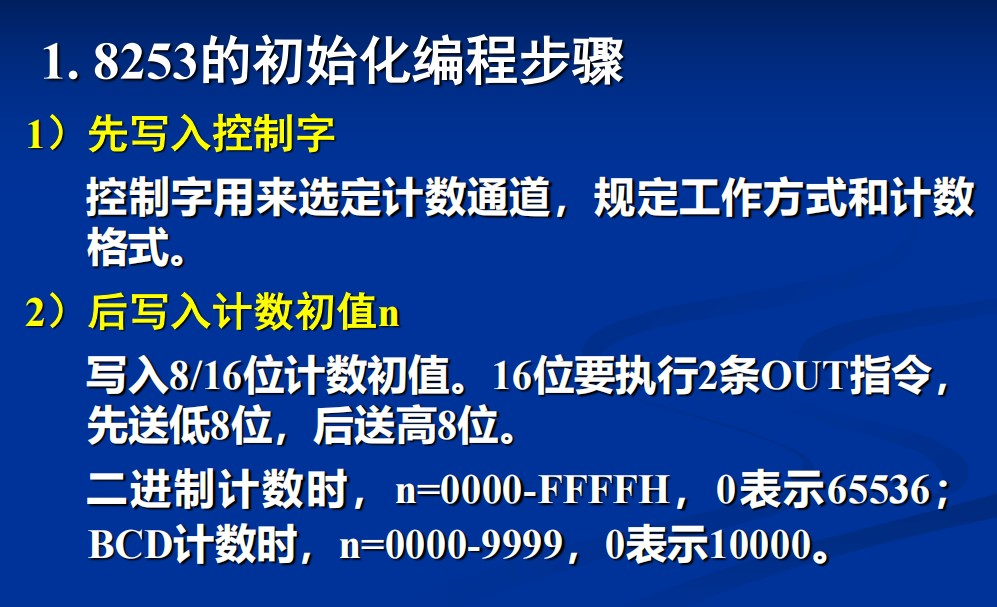 1. 8253的初始化编程步骤
1）先写入控制字
控制字用来选定计数通道，规定工作方式和计数
格式。
2）后写入计数初值n
写入8/16位计数初值。16位要执行2条OUT指令，
先送低8位，后送高8位。
二进制计数时，n=0000-FFFFH，0表示65536；
BCD计数时，n=0000-9999，0表示10000。